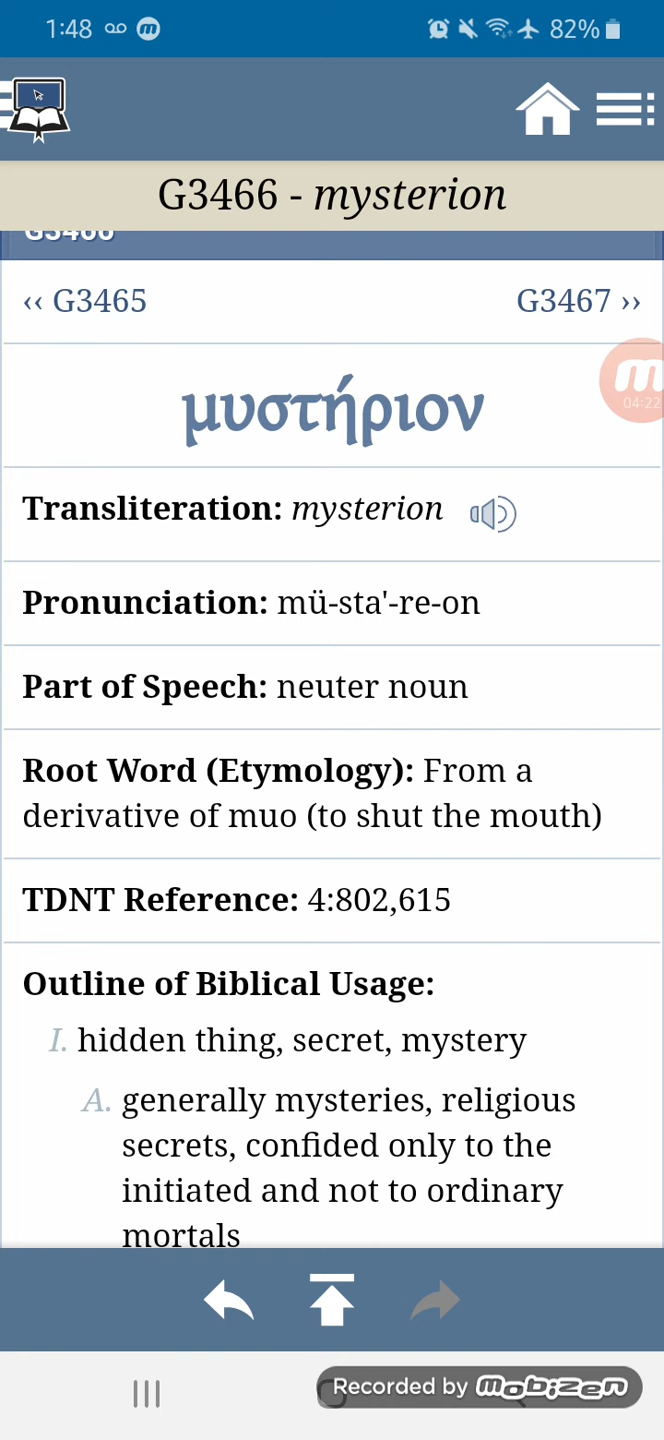 1:48 82%
G3466 - mysterion
G3466
‹‹ G3465 G3467 ››
04:22
μυστήριον
Transliteration: mysterion
Pronunciation: mü-sta'-re-on
Part of Speech: neuter noun
Root Word (Etymology): From a
derivative of muo (to shut the mouth)
TDNT Reference: 4:802,615
Outline of Biblical Usage:
I. hidden thing, secret, mystery
A. generally mysteries, religious
secrets, confided only to the
initiated and not to ordinary
mortals
Recorded by mobizen